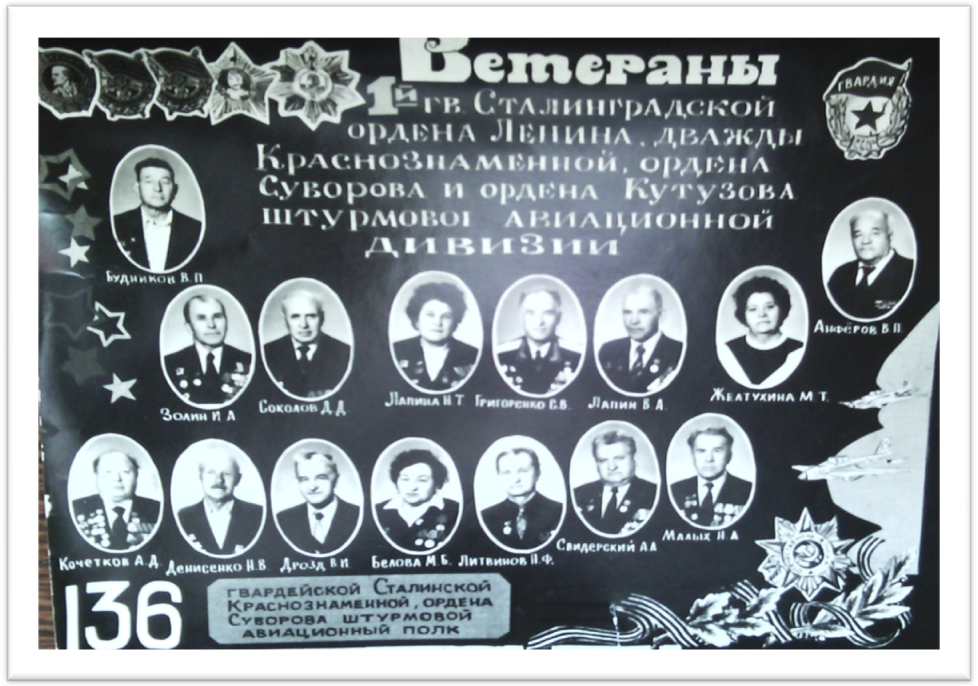 Ветераны
1й гв. Сталинградской
ордена Ленина, дважды
Краснознаменной, ордена
Суворова и ордена Кутузова
штурмовой авиационной
дивизии
ГВАРДИЯ
Будников В.П
Анфёров В.П.
Золин И.А
Соколов Д.Д.
Лапина Н.Т.
Григоренко С.В.
Лапин В.А.
Желтухина М.Т.
Кочетков А.Д.
Денисенко Н.В.
Дрозд В.И.
Белова М.Б.
Литвинов Н.Ф.
Свидерский А.А.
Малых Н.А
136
гвардейской Сталинской
Краснознаменной, ордена
Суворова штурмовой
авиационный полк